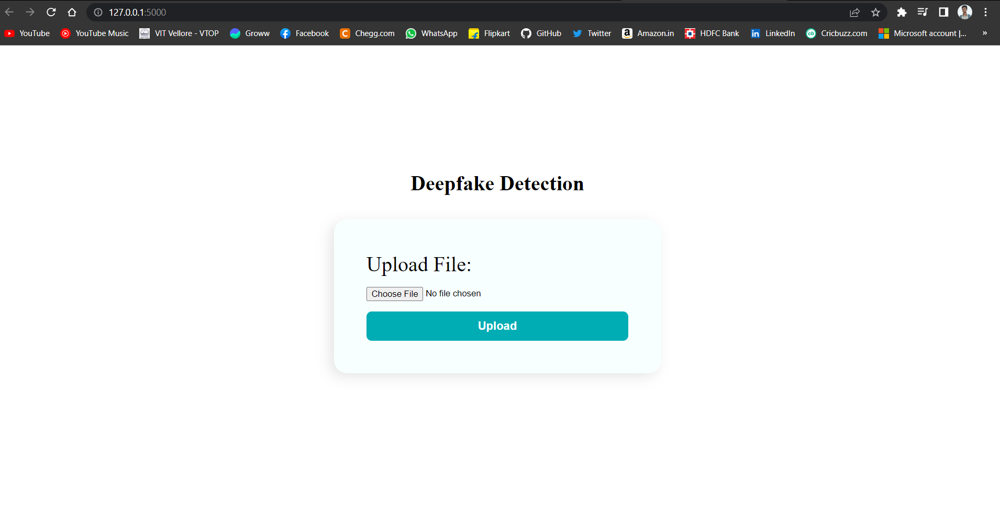 127.0.0.1:5000
YouTube YouTube Music VIT Vellore - VTOP Groww Facebook Chegg.com WhatsApp Flipkart GitHub Twitter Amazon.in HDFC Bank LinkedIn Cricbuzz.com Microsoft account |... »
Deepfake Detection
Upload File:
Choose File No file chosen
Upload